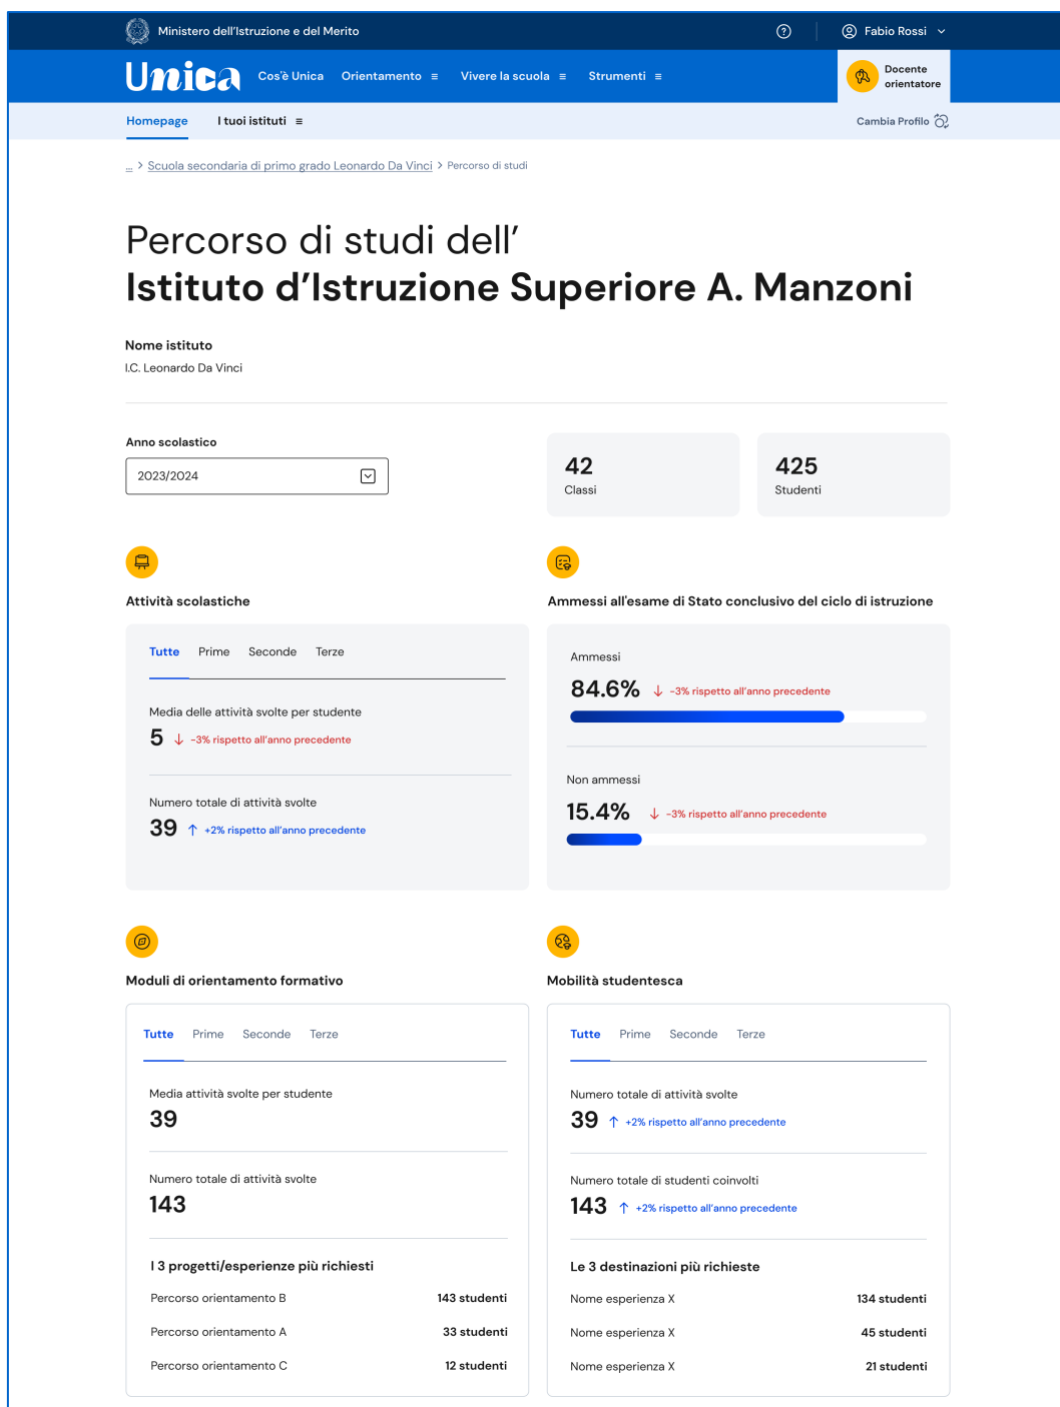 Ministero dell'Istruzione e del Merito
Fabio Rossi
Unica
Cos'è Unica
Orientamento
Vivere la scuola
Strumenti
Docente
orientatore
Homepage
I tuoi istituti
Cambia Profilo
... > Scuola secondaria di primo grado Leonardo Da Vinci > Percorso di studi
Percorso di studi dell'
Istituto d'Istruzione Superiore A. Manzoni
Nome istituto
I.C. Leonardo Da Vinci
Anno scolastico
2023/2024
42
Classi
425
Studenti
Attività scolastiche
Tutte Prime Seconde Terze
Media delle attività svolte per studente
5 ↓ -3% rispetto all'anno precedente
Numero totale di attività svolte
39 ↑ +2% rispetto all'anno precedente
Ammessi all'esame di Stato conclusivo del ciclo di istruzione
Ammessi
84.6% ↓ -3% rispetto all'anno precedente
Non ammessi
15.4% ↓ -3% rispetto all'anno precedente
Moduli di orientamento formativo
Tutte Prime Seconde Terze
Media attività svolte per studente
39
Numero totale di attività svolte
143
I 3 progetti/esperienze più richiesti
Percorso orientamento B 143 studenti
Percorso orientamento A 33 studenti
Percorso orientamento C 12 studenti
Mobilità studentesca
Tutte Prime Seconde Terze
Numero totale di attività svolte
39 ↑ +2% rispetto all'anno precedente
Numero totale di studenti coinvolti
143 ↑ +2% rispetto all'anno precedente
Le 3 destinazioni più richieste
Nome esperienza X 134 studenti
Nome esperienza X 45 studenti
Nome esperienza X 21 studenti